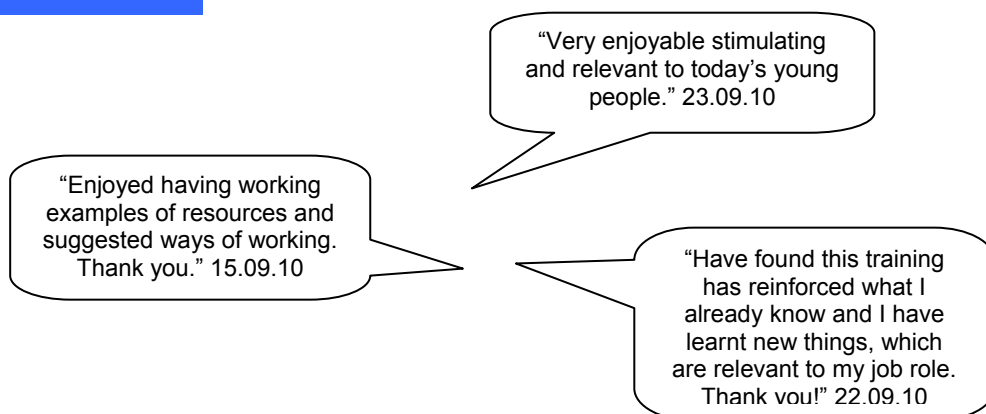 “Very enjoyable stimulating
and relevant to today’s young
people.” 23.09.10
“Enjoyed having working
examples of resources and
suggested ways of working.
Thank you.” 15.09.10
“Have found this training
has reinforced what I
already know and I have
learnt new things, which
are relevant to my job role.
Thank you!” 22.09.10